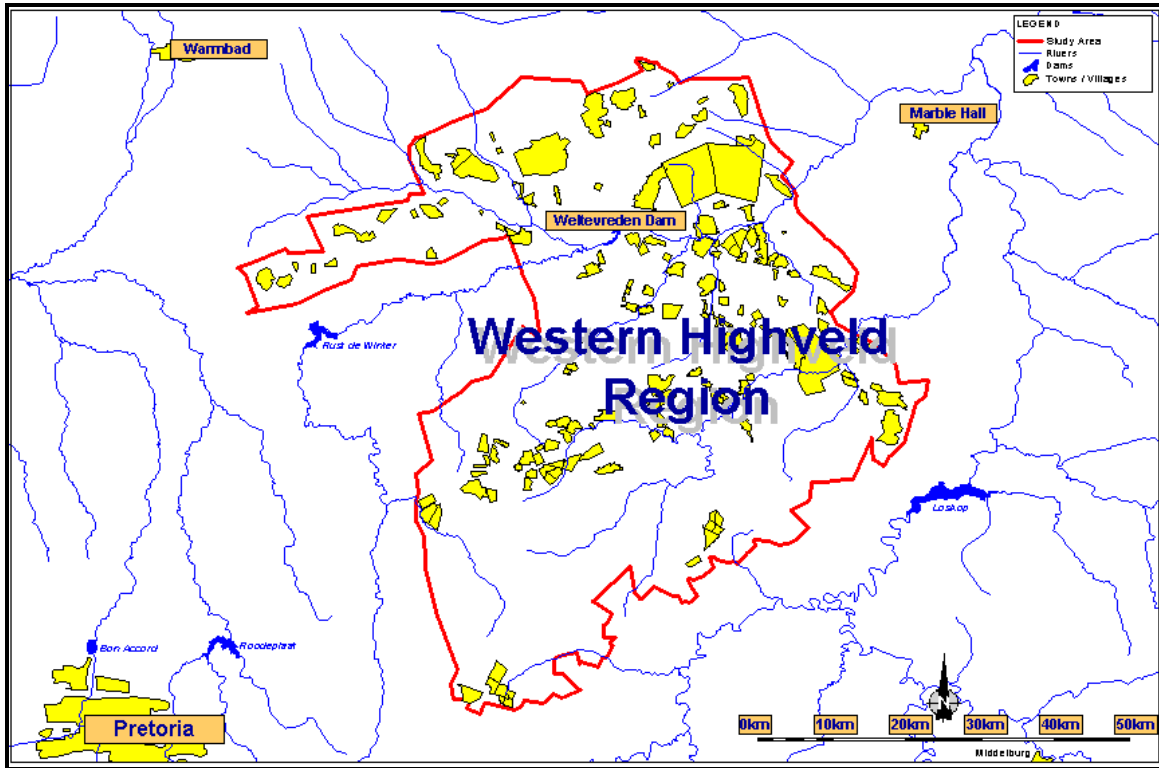 LEGEND
Study Area
Rivers
Dams
Towns / Villages
Warmbad
Marble Hall
Weltevreden Dam
Rust de Winter
Western Highveld
Region
Loskop
Bon Accord
Roodeplaat
Pretoria
N
0km 10km 20km 30km 40km 50km
Middelburg